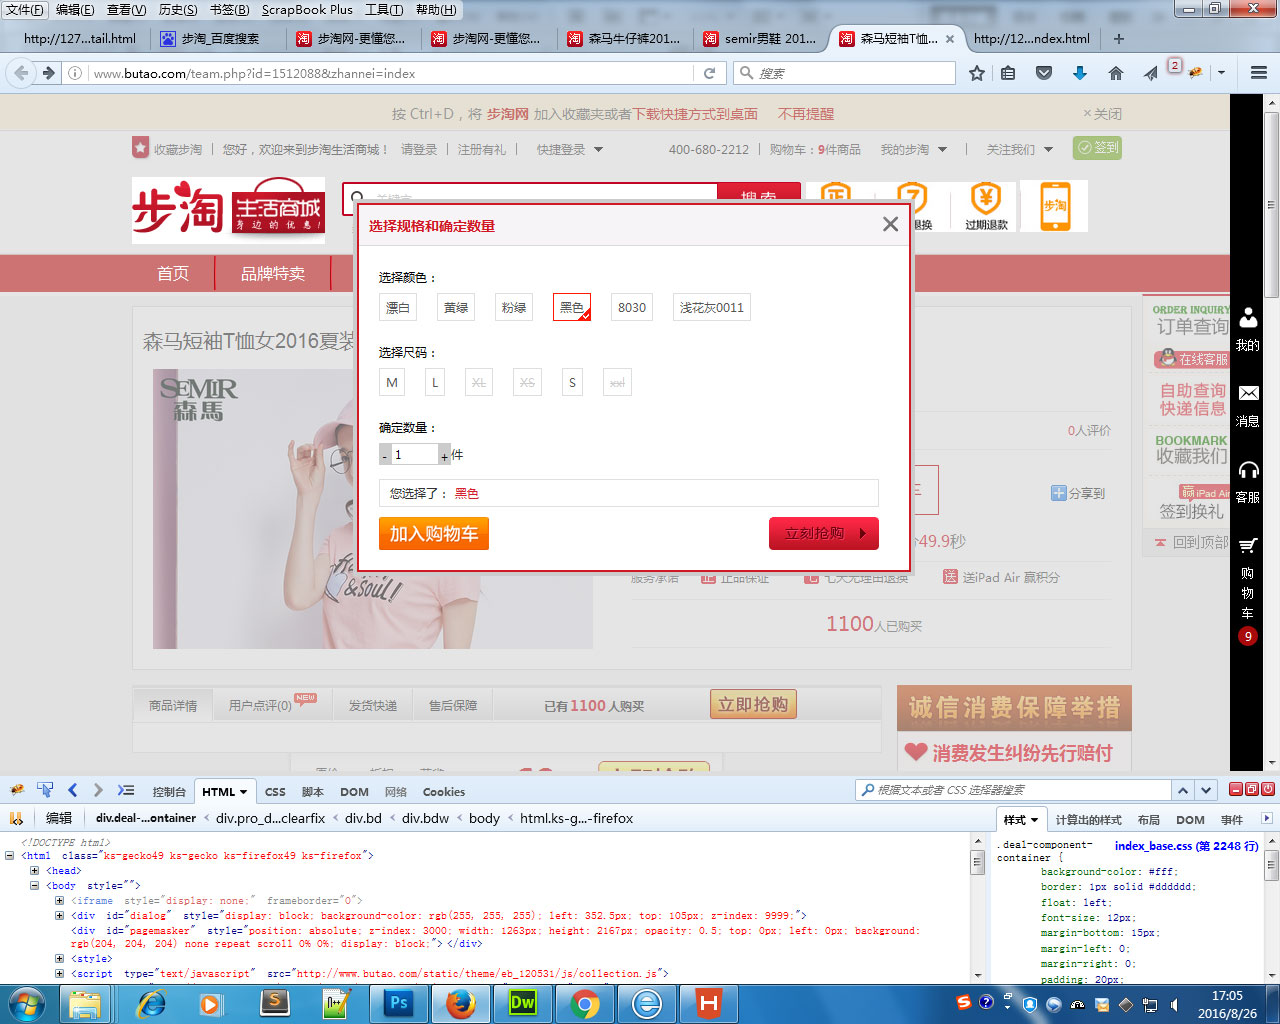 文件(F) 编辑(E) 查看(V) 历史(S) 书签(B) ScrapBook Plus 工具(T) 帮助(H)
http://127...tail.html 步淘_百度搜索 步淘网-更懂您... 步淘网-更懂您... 森马牛仔裤201... semir男鞋 201... 森马短袖T恤... http://12...ndex.html
www.butao.com/team.php?id=1512088&zhannei=index 搜索 2
按 Ctrl+D，将 步淘网 加入收藏夹或者下载快捷方式到桌面 不再提醒 ×关闭
收藏步淘 您好，欢迎来到步淘生活商城！ 请登录 注册有礼 快捷登录 400-680-2212 购物车：9件商品 我的步淘 关注我们 签到
步淘 生活商城 身边的优惠！
搜索
过期退款 步淘
首页 品牌特卖
选择规格和确定数量
选择颜色：
漂白 黄绿 粉绿 黑色 8030 浅花灰0011
选择尺码：
M L XL XS S xxl
确定数量：
- 1 + 件
您选择了： 黑色
加入购物车 立刻抢购
森马短袖T恤女2016夏装
SEMIR
森馬
&SOUL!
0人评价
分享到
49.9秒
服务承诺 正品保证 七天无理由退换 送iPad Air 赢积分
1100人已购买
ORDER INQUIRY
订单查询
在线客服
自助查询
快递信息
BOOKMARK
收藏我们
赢iPad Air
签到换礼
回到顶部
我的
消息
客服
购物车
9
商品详情 用户点评(0) NEW 发货快递 售后保障 已有1100人购买 立即抢购
诚信消费保障举措
消费发生纠纷先行赔付
控制台 HTML CSS 脚本 DOM 网络 Cookies 根据文本或者 CSS 选择器搜索
编辑 div.deal-...ontainer < div.pro_d...clearfix < div.bd < div.bdw < body < html.ks-g...-firefox
样式 计算出的样式 布局 DOM 事件
<!DOCTYPE html>
<html class="ks-gecko49 ks-gecko ks-firefox49 ks-firefox">
<head>
<body style="">
<iframe style="display: none;" frameborder="0">
<div id="dialog" style="display: block; background-color: rgb(255, 255, 255); left: 352.5px; top: 105px; z-index: 9999;">
<div id="pagemasker" style="position: absolute; z-index: 3000; width: 1263px; height: 2167px; opacity: 0.5; top: 0px; left: 0px; background:
rgb(204, 204, 204) none repeat scroll 0% 0%; display: block;"></div>
<style>
<script type="text/javascript" src="http://www.butao.com/static/theme/eb_120531/js/collection.js">
.deal-component-container { index_base.css (第 2248 行)
background-color: #fff;
border: 1px solid #dddddd;
float: left;
font-size: 12px;
margin-bottom: 15px;
margin-left: 0;
margin-right: 0;
padding: 20px;
17:05
2016/8/26